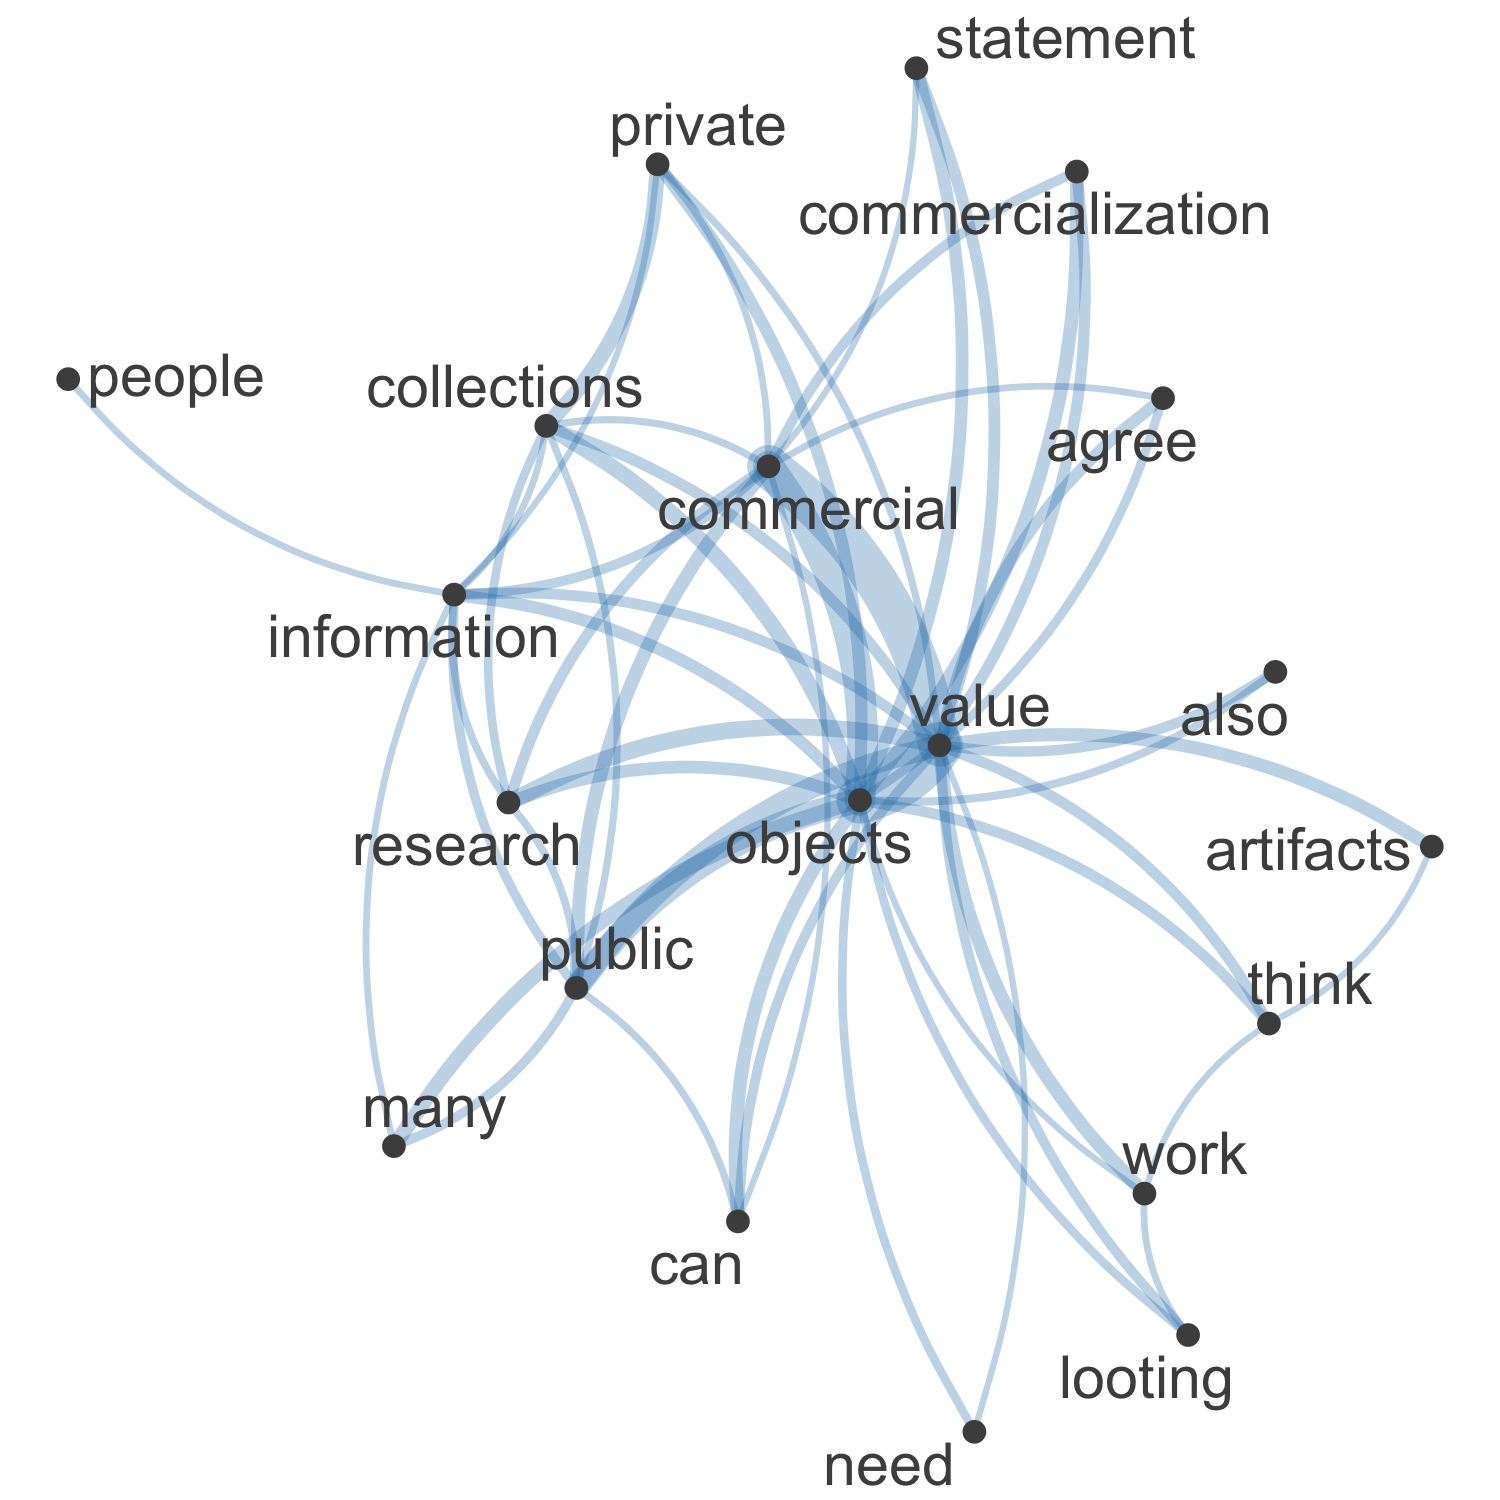 statement
private
commercialization
people
collections
agree
commercial
information
value
also
research
objects
artifacts
public
think
many
work
can
looting
need